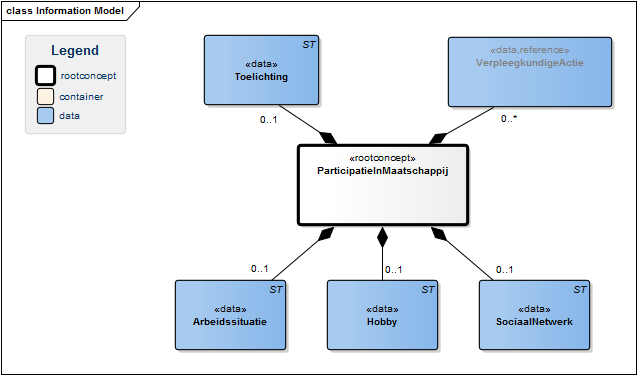 class Information Model
Legend
rootconcept
container
data
ST
«data»
Toelichting
«data,reference»
VerpleegkundigeActie
0..1
0..*
«rootconcept»
ParticipatieInMaatschappij
0..1
0..1
0..1
ST
«data»
Arbeidssituatie
ST
«data»
Hobby
ST
«data»
SociaalNetwerk